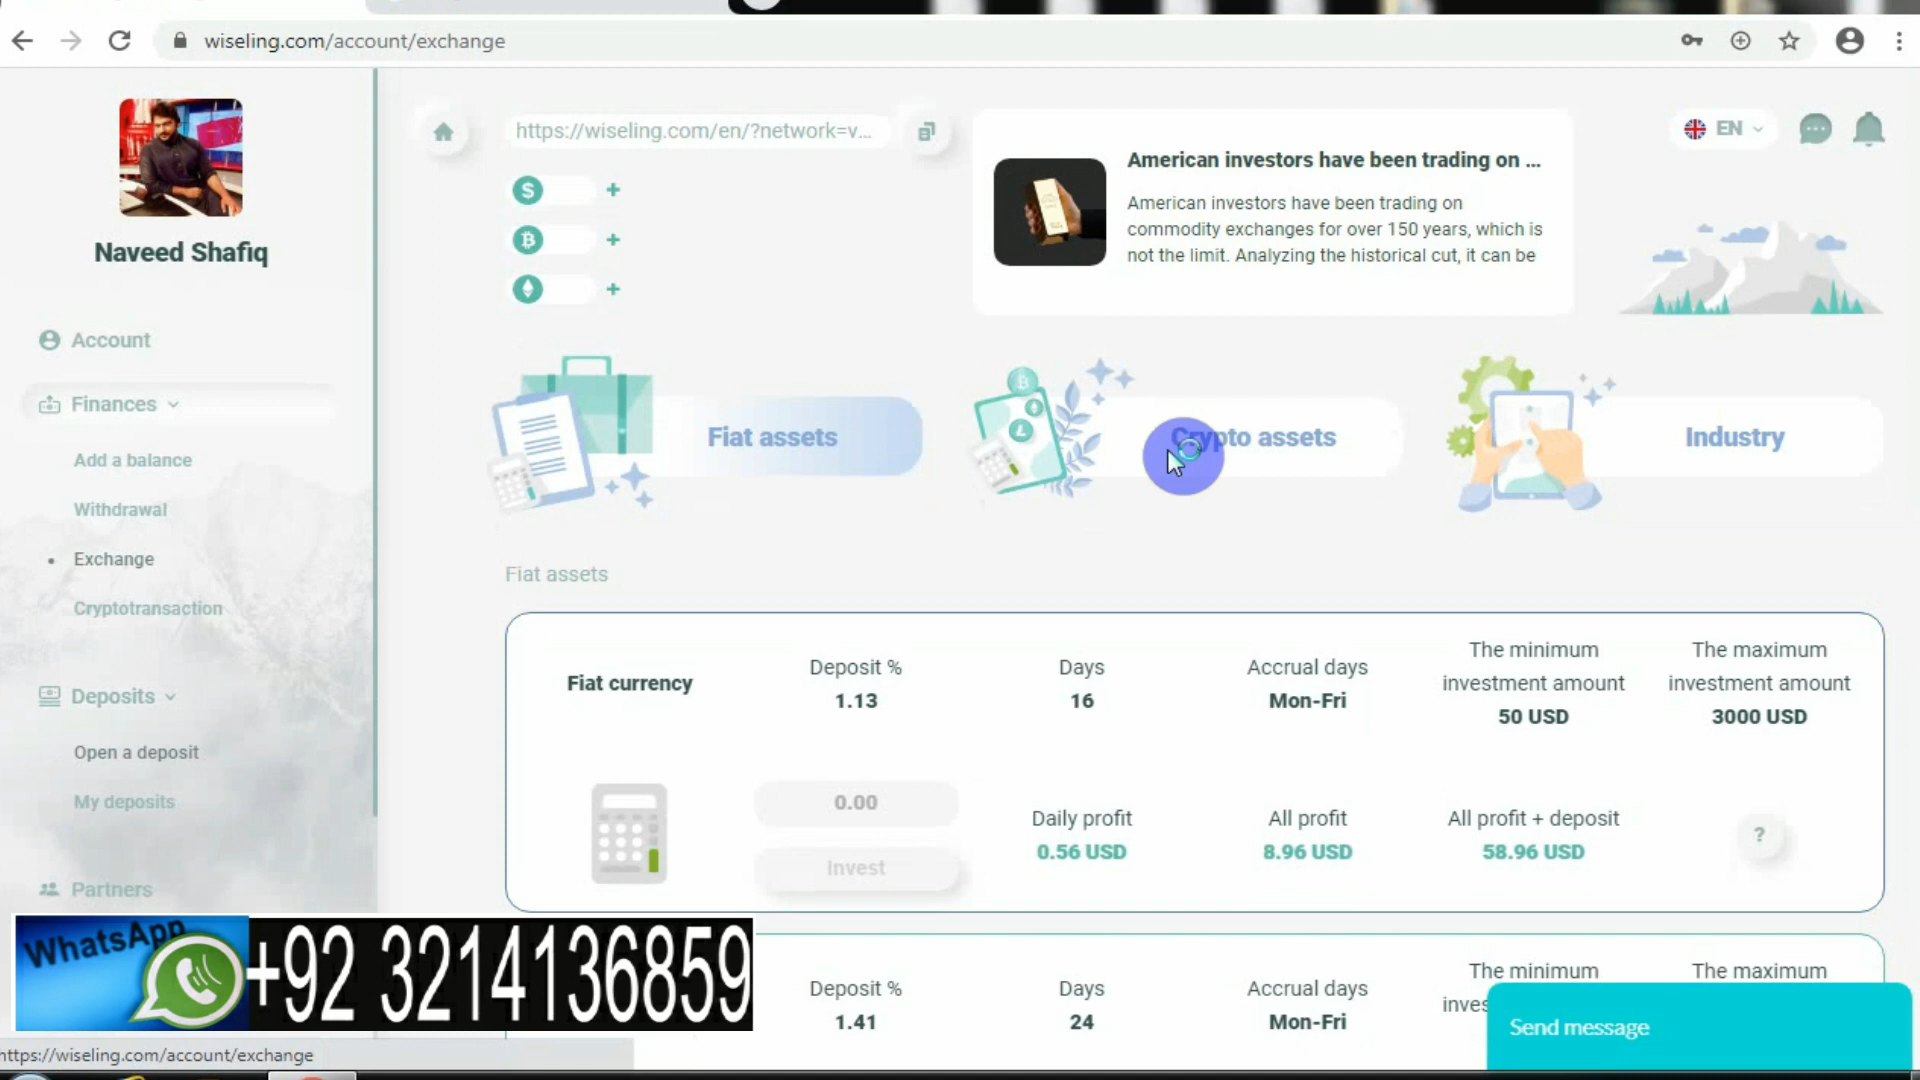 wiseling.com/account/exchange
Naveed Shafiq
Account
Finances
Add a balance
Withdrawal
Exchange
Cryptotransaction
Deposits
Open a deposit
My deposits
Partners
https://wiseling.com/en/?network=v...
American investors have been trading on ...
American investors have been trading on
commodity exchanges for over 150 years, which is
not the limit. Analyzing the historical cut, it can be
EN
Fiat assets
Crypto assets
Industry
Fiat assets
Fiat currency
Deposit %
1.13
Days
16
Accrual days
Mon-Fri
The minimum
investment amount
50 USD
The maximum
investment amount
3000 USD
0.00
Invest
Daily profit
0.56 USD
All profit
8.96 USD
All profit + deposit
58.96 USD
?
Deposit %
1.41
Days
24
Accrual days
Mon-Fri
The minimum
The maximum
Send message
WhatsApp
+92 3214136859
https://wiseling.com/account/exchange